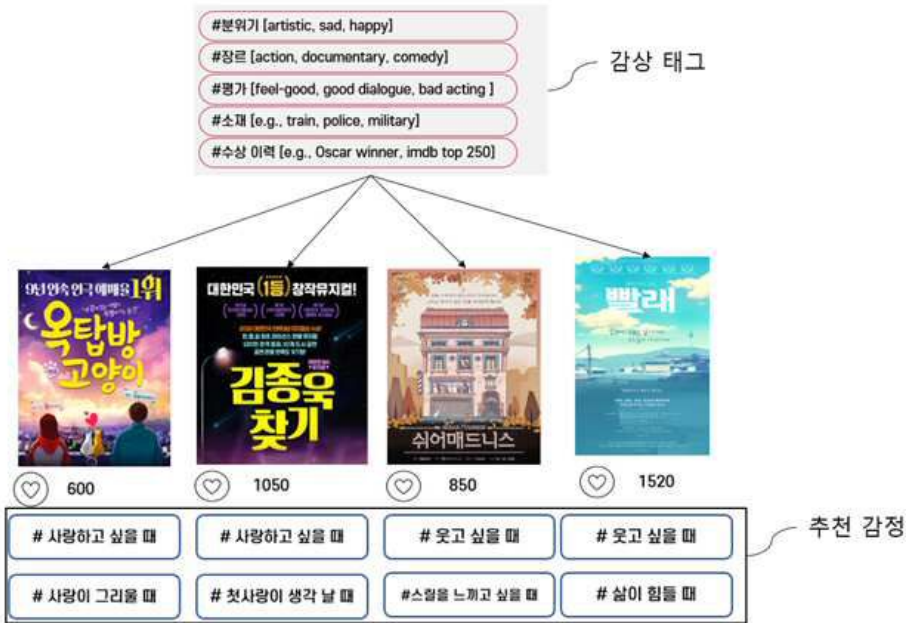 #분위기 [artistic, sad, happy]
#장르 [action, documentary, comedy]
#평가 [feel-good, good dialogue, bad acting ]
#소재 [e.g., train, police, military]
#수상 이력 [e.g., Oscar winner, imdb top 250]
감상 태그
9년 연속 연극 예매율 1위
옥탑방
고양이
대한민국 1등 창작뮤지컬!
김종욱
찾기
쉬어매드니스
빨래
600
1050
850
1520
# 사랑하고 싶을 때
# 사랑하고 싶을 때
# 웃고 싶을 때
# 웃고 싶을 때
추천 감정
# 사랑이 그리울 때
# 첫사랑이 생각 날 때
#스릴을 느끼고 싶을 때
# 삶이 힘들 때